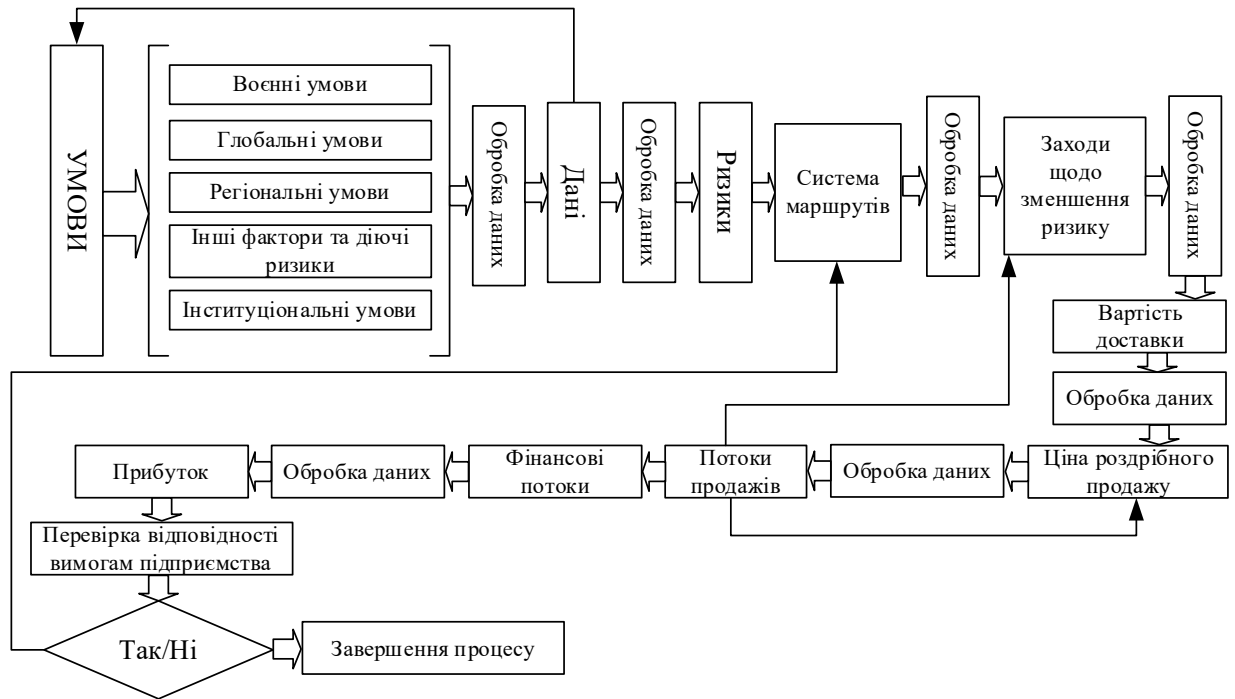 УМОВИ
Воєнні умови
Глобальні умови
Регіональні умови
Інші фактори та діючі
ризики
Інституціональні умови
Обробка даних
Дані
Обробка даних
Ризики
Система
маршрутів
Обробка даних
Заходи
щодо
зменшення
ризику
Обробка даних
Вартість
доставки
Обробка даних
Ціна роздрібного
продажу
Обробка даних
Потоки
продажів
Фінансові
потоки
Обробка даних
Прибуток
Перевірка відповідності
вимогам підприємства
Так/Ні
Завершення процесу